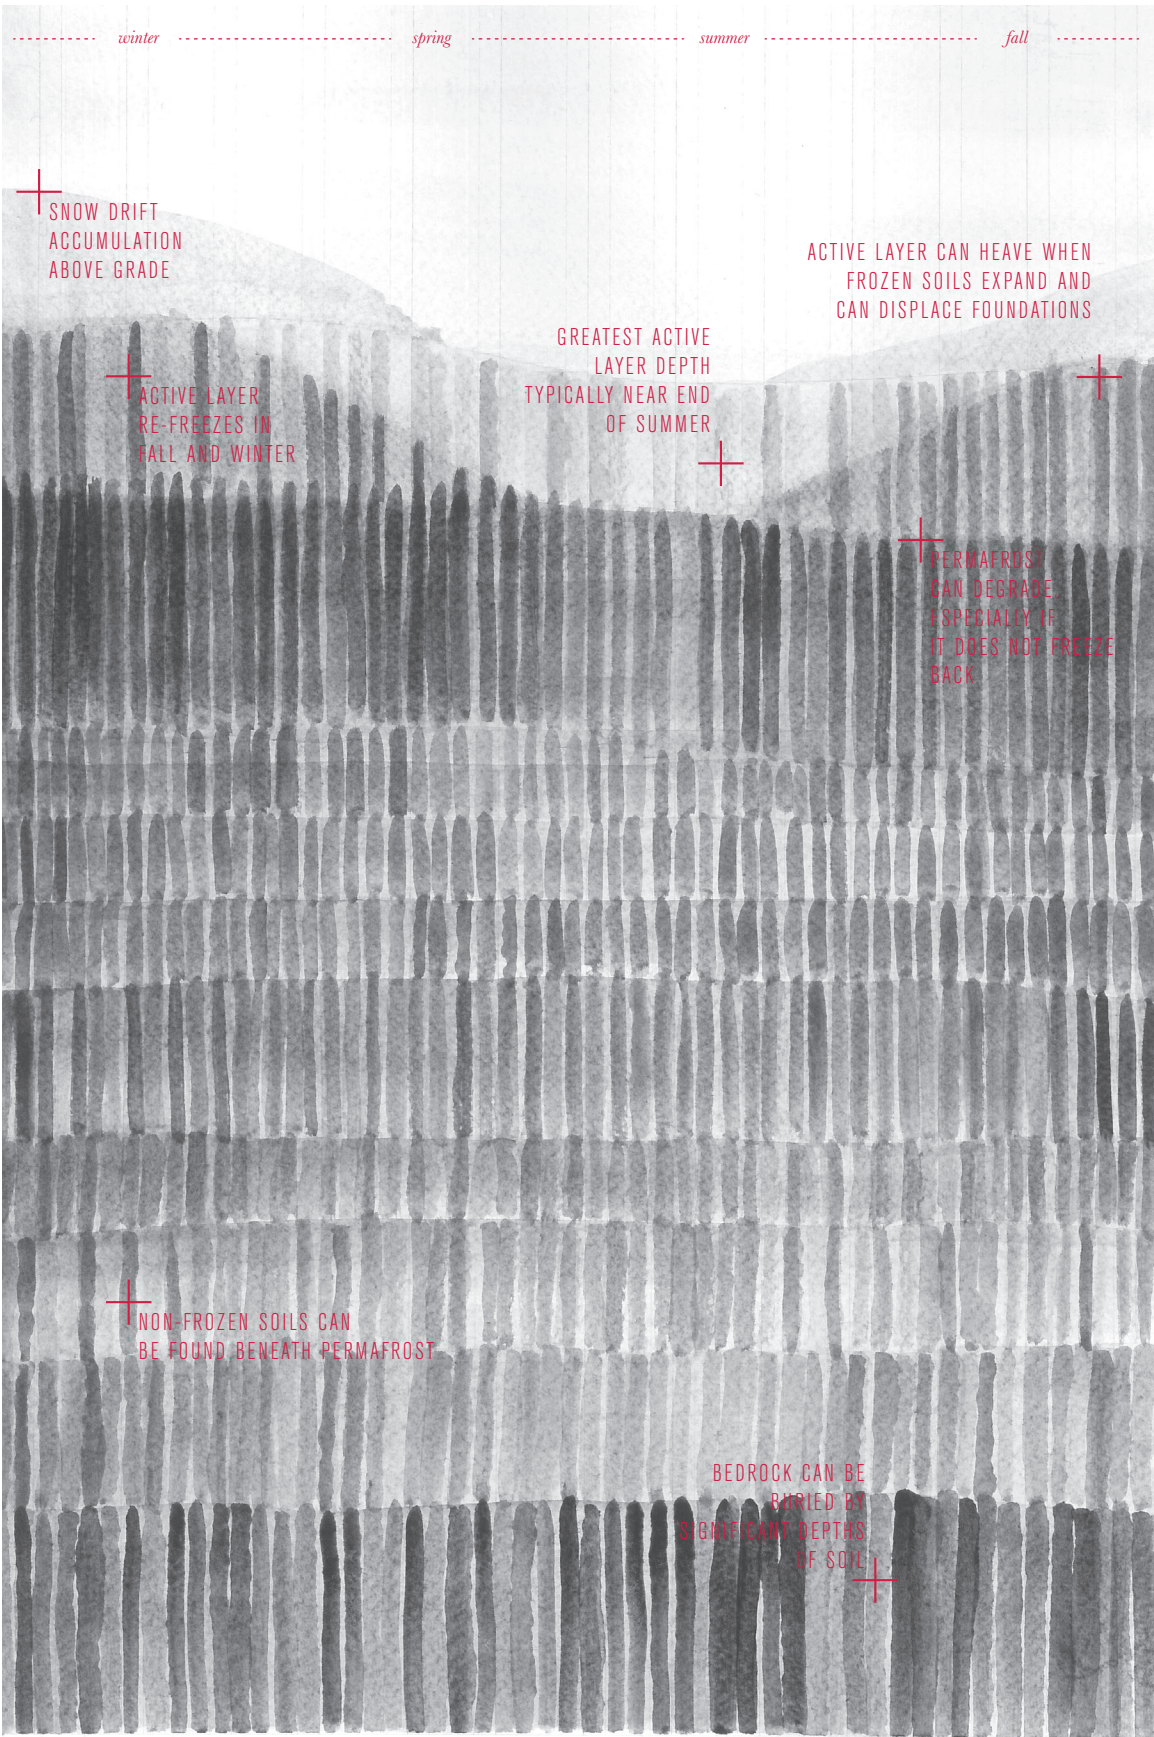 winter spring summer fall
SNOW DRIFT
ACCUMULATION
ABOVE GRADE
ACTIVE LAYER CAN HEAVE WHEN
FROZEN SOILS EXPAND AND
CAN DISPLACE FOUNDATIONS
GREATEST ACTIVE
LAYER DEPTH
TYPICALLY NEAR END
OF SUMMER
ACTIVE LAYER
RE-FREEZES IN
FALL AND WINTER
PERMAFROST
CAN DEGRADE
ESPECIALLY IF
IT DOES NOT FREEZE
BACK
NON-FROZEN SOILS CAN
BE FOUND BENEATH PERMAFROST
BEDROCK CAN BE
BURIED BY
SIGNIFICANT DEPTHS
OF SOIL